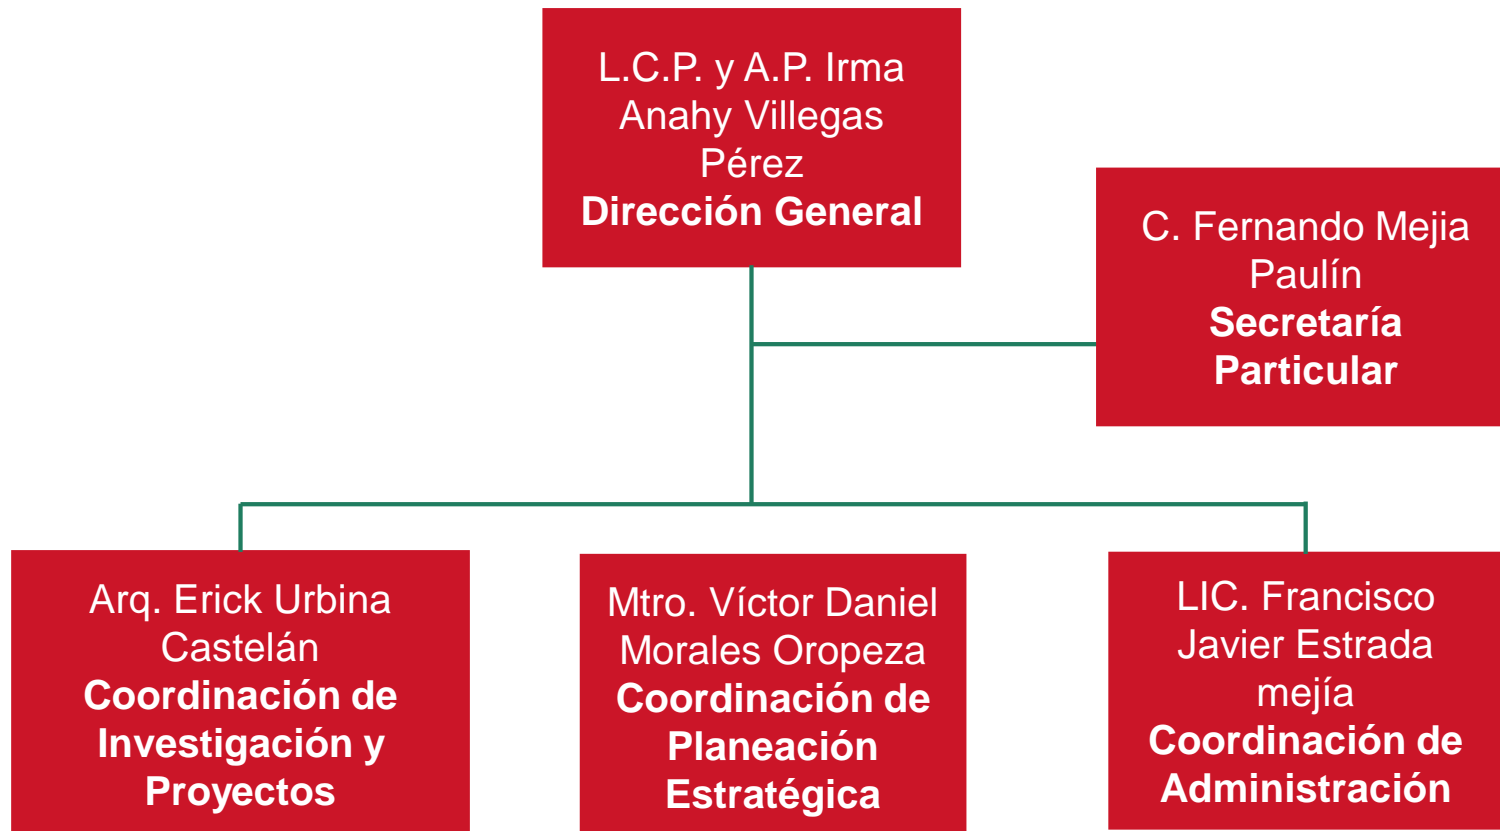 L.C.P. y A.P. Irma
Anahy Villegas
Pérez
Dirección General
C. Fernando Mejia
Paulín
Secretaría
Particular
Arq. Erick Urbina
Castelán
Coordinación de
Investigación y
Proyectos
Mtro. Víctor Daniel
Morales Oropeza
Coordinación de
Planeación
Estratégica
LIC. Francisco
Javier Estrada
mejía
Coordinación de
Administración